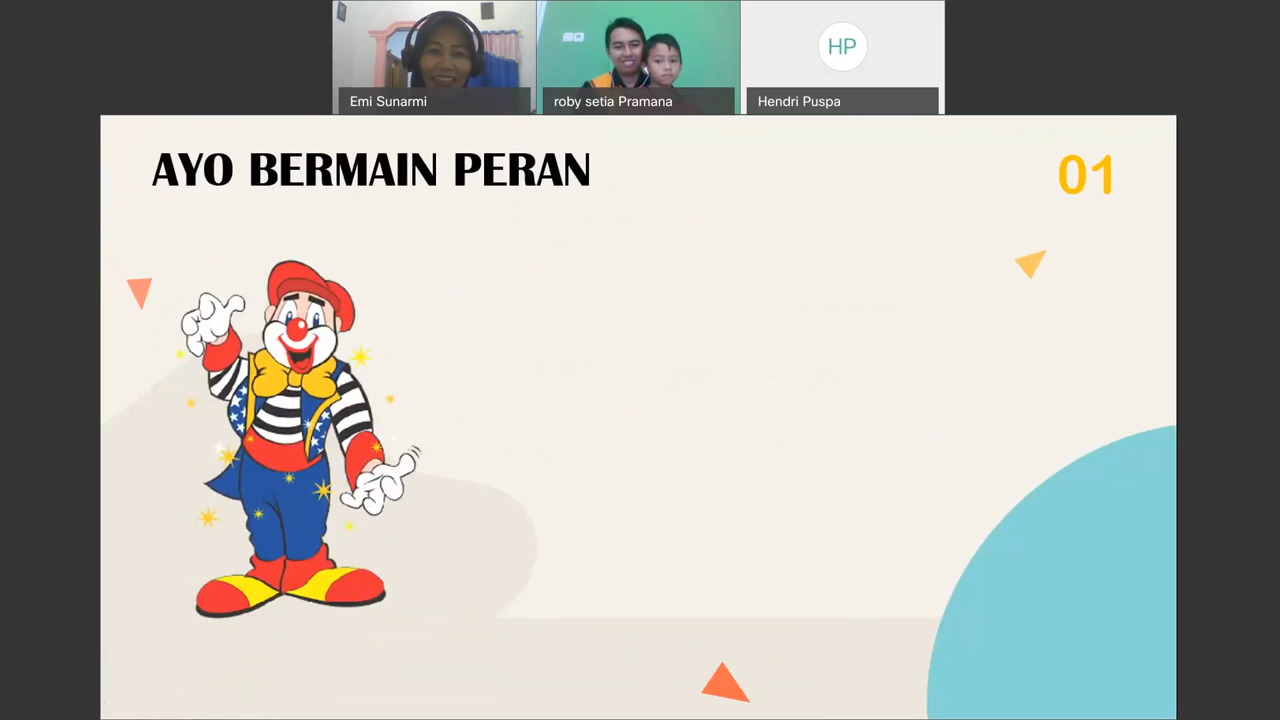 Emi Sunarmi
roby setia Pramana
HP
Hendri Puspa
AYO BERMAIN PERAN
01